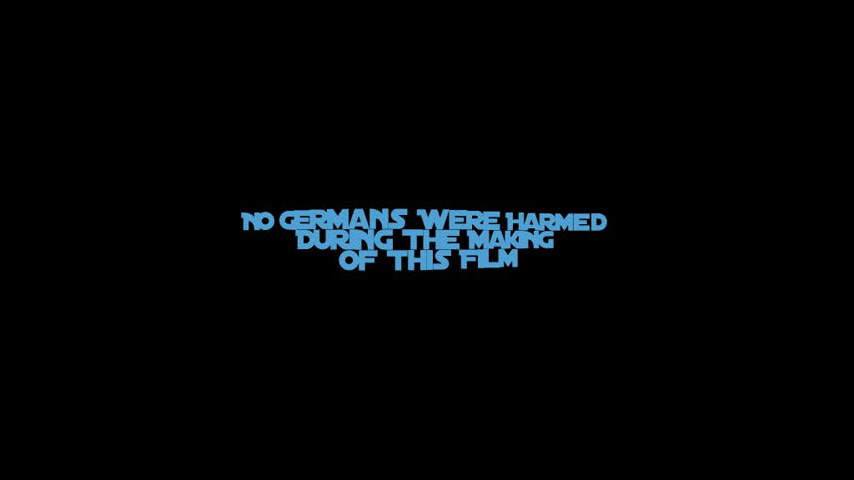 NO GERMANS WERE HARMED
DURING THE MAKING
OF THIS FILM